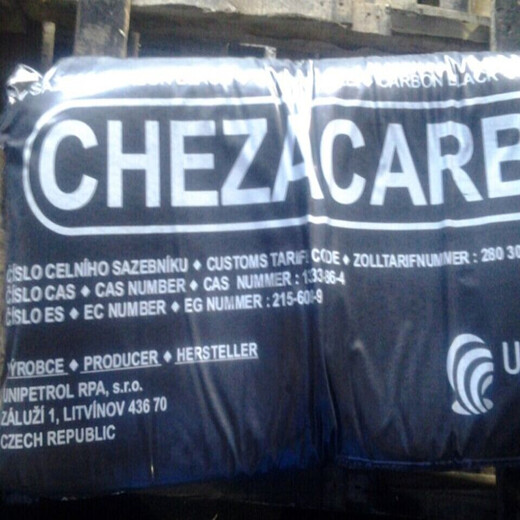 CARBON BLACK
CHEZACARB
ČÍSLO CELNÍHO SAZEBNÍKU ♦ CUSTOMS TARIF CODE ♦ ZOLLTARIFNUMMER : 280 30
ČÍSLO CAS ♦ CAS NUMBER ♦ CAS NUMMER : 1333-86-4
ČÍSLO ES ♦ EC NUMBER ♦ EG NUMMER : 215-609-9
VÝROBCE ♦ PRODUCER ♦ HERSTELLER
UNIPETROL RPA, s.r.o.
ZÁLUŽÍ 1, LITVÍNOV 436 70
CZECH REPUBLIC
U